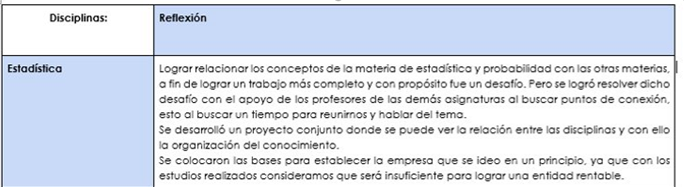 Disciplinas:
Reflexión
Estadística
Lograr relacionar los conceptos de la materia de estadística y probabilidad con las otras materias,
a fin de lograr un trabajo más completo y con propósito fue un desafío. Pero se logró resolver dicho
desafío con el apoyo de los profesores de las demás asignaturas al buscar puntos de conexión,
esto al buscar un tiempo para reunirnos y hablar del tema.
Se desarrolló un proyecto conjunto donde se puede ver la relación entre las disciplinas y con ello
la organización del conocimiento.
Se colocaron las bases para establecer la empresa que se ideo en un principio, ya que con los
estudios realizados consideramos que será insuficiente para lograr una entidad rentable.